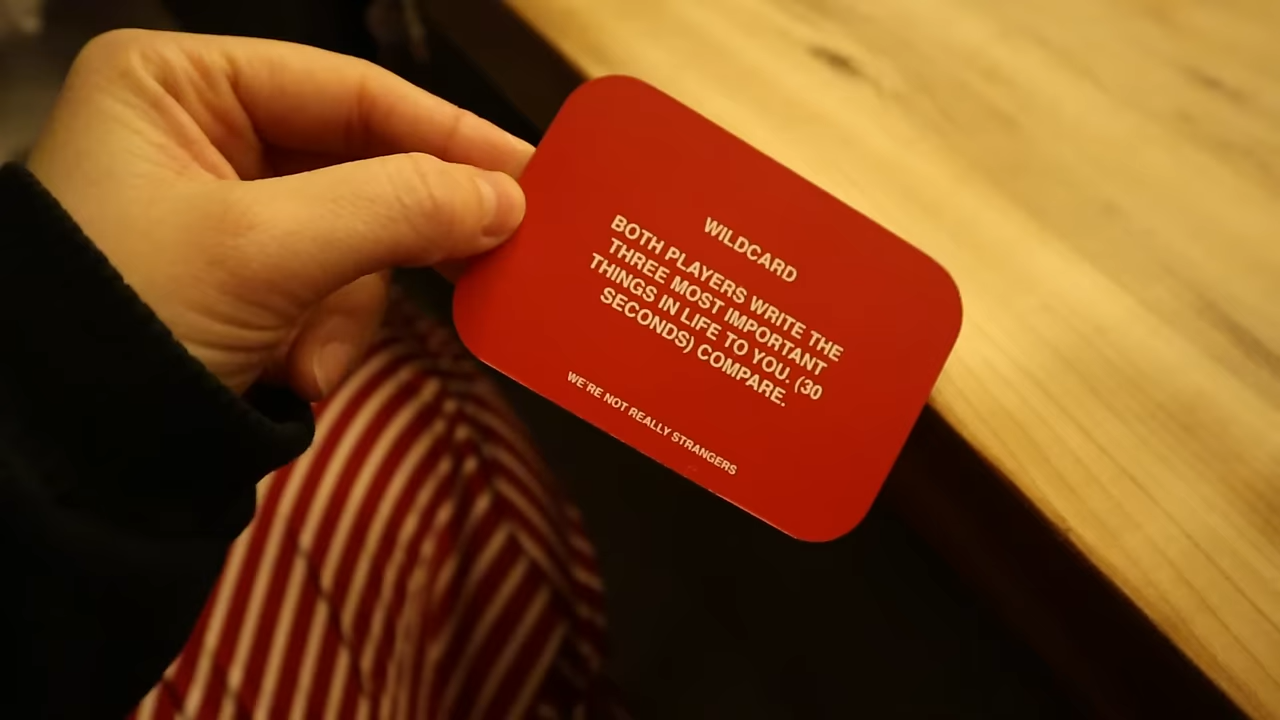 WILDCARD
BOTH PLAYERS WRITE THE
THREE MOST IMPORTANT
THINGS IN LIFE TO YOU. (30
SECONDS) COMPARE.
WE'RE NOT REALLY STRANGERS